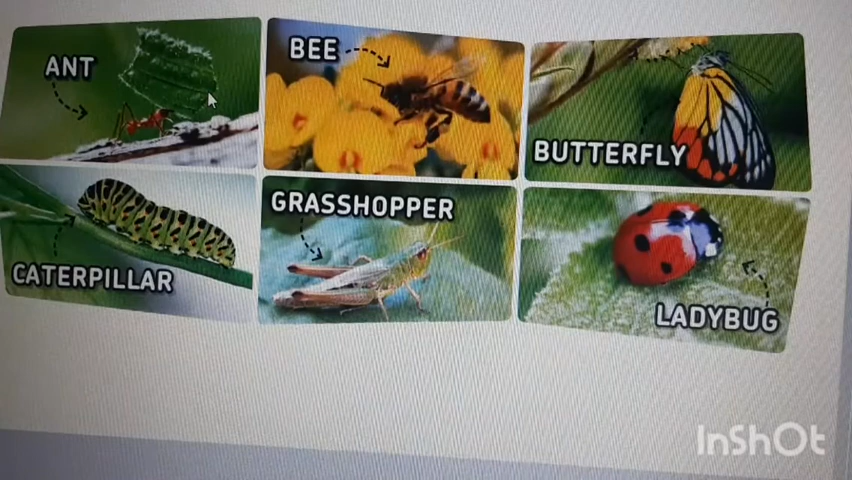 ANT
BEE
BUTTERFLY
CATERPILLAR
GRASSHOPPER
LADYBUG
InShOt